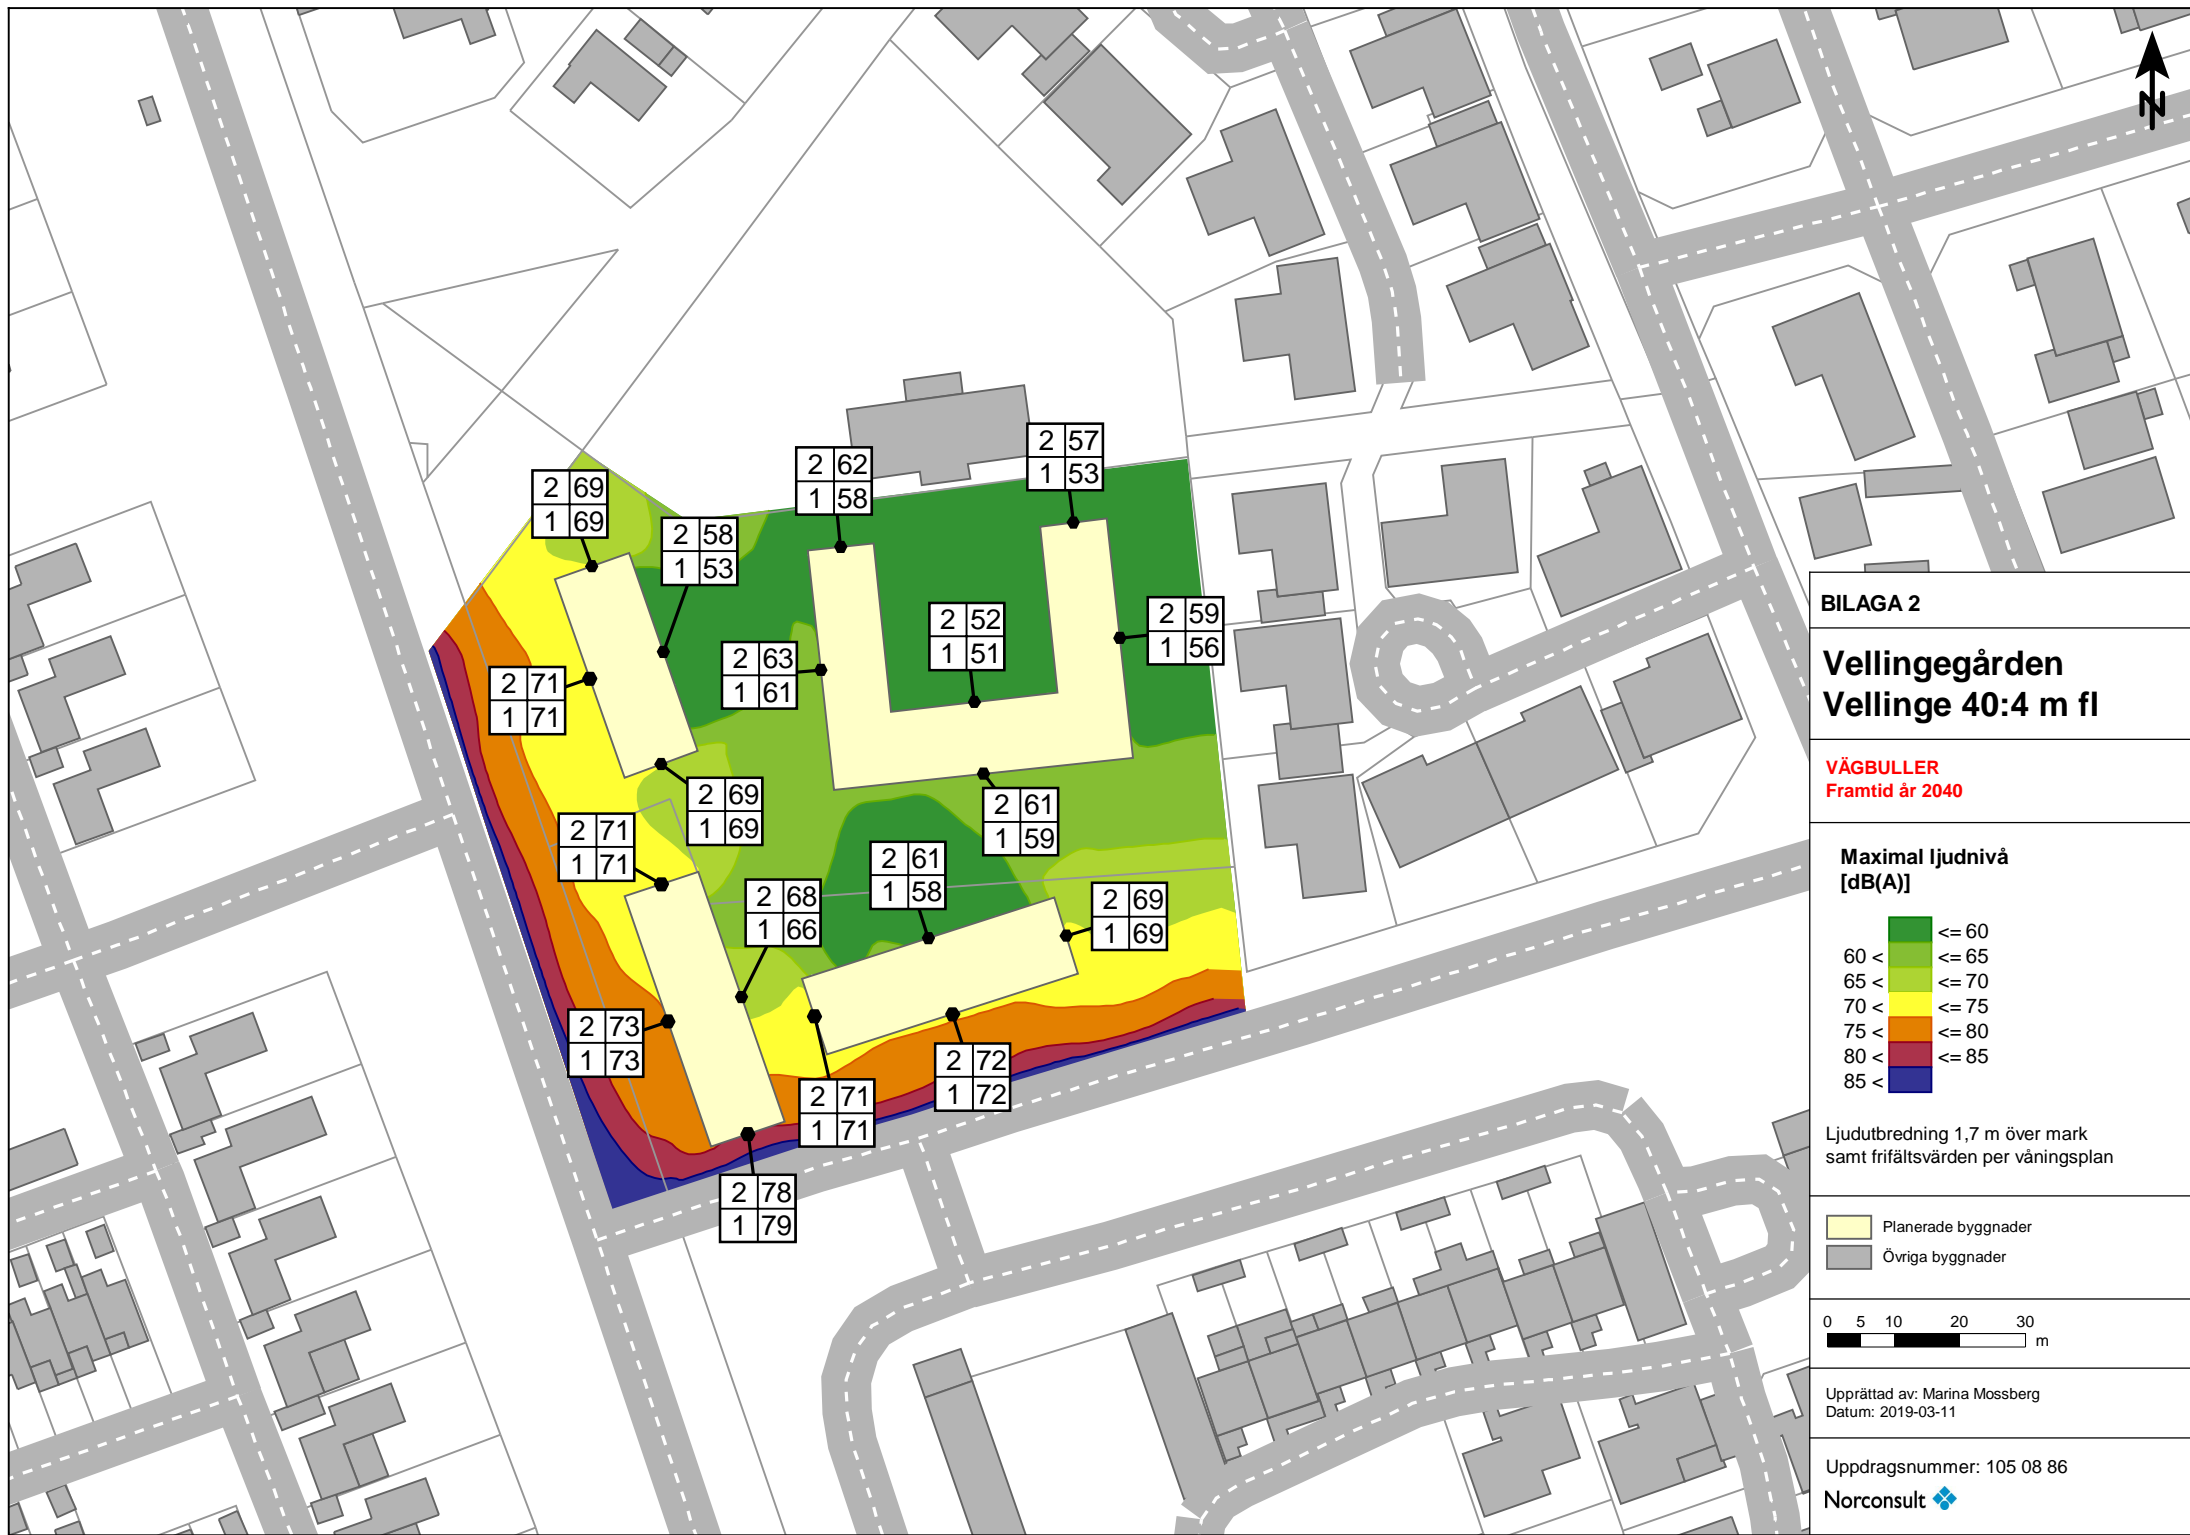 N
2 57
1 53
2 62
1 58
2 69
1 69
2 58
1 53
2 52
1 51
2 59
1 56
2 63
1 61
2 71
1 71
2 69
1 69
2 61
1 59
2 71
1 71
2 61
1 58
2 68
1 66
2 69
1 69
2 73
1 73
2 72
1 72
2 71
1 71
2 78
1 79
BILAGA 2
Vellingegården
Vellinge 40:4 m fl
VÄGBULLER
Framtid år 2040
Maximal ljudnivå
[dB(A)]
<= 60
60 < <= 65
65 < <= 70
70 < <= 75
75 < <= 80
80 < <= 85
85 <
Ljudutbredning 1,7 m över mark
samt frifältsvärden per våningsplan
Planerade byggnader
Övriga byggnader
0 5 10 20 30
m
Upprättad av: Marina Mossberg
Datum: 2019-03-11
Uppdragsnummer: 105 08 86
Norconsult